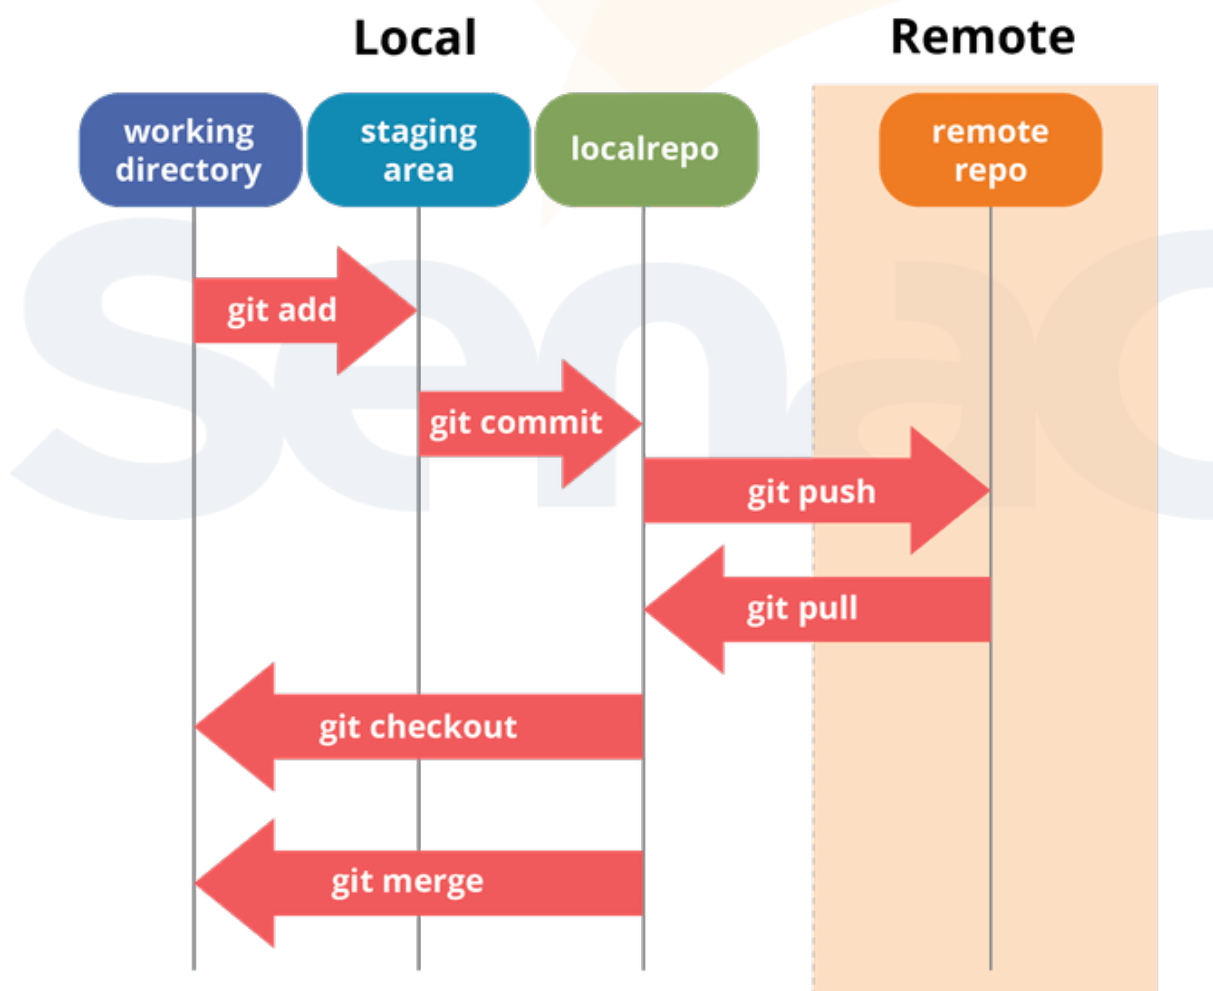 Local
Remote
working
directory
staging
area
localrepo
remote
repo
git add
git commit
git push
git pull
git checkout
git merge
senac